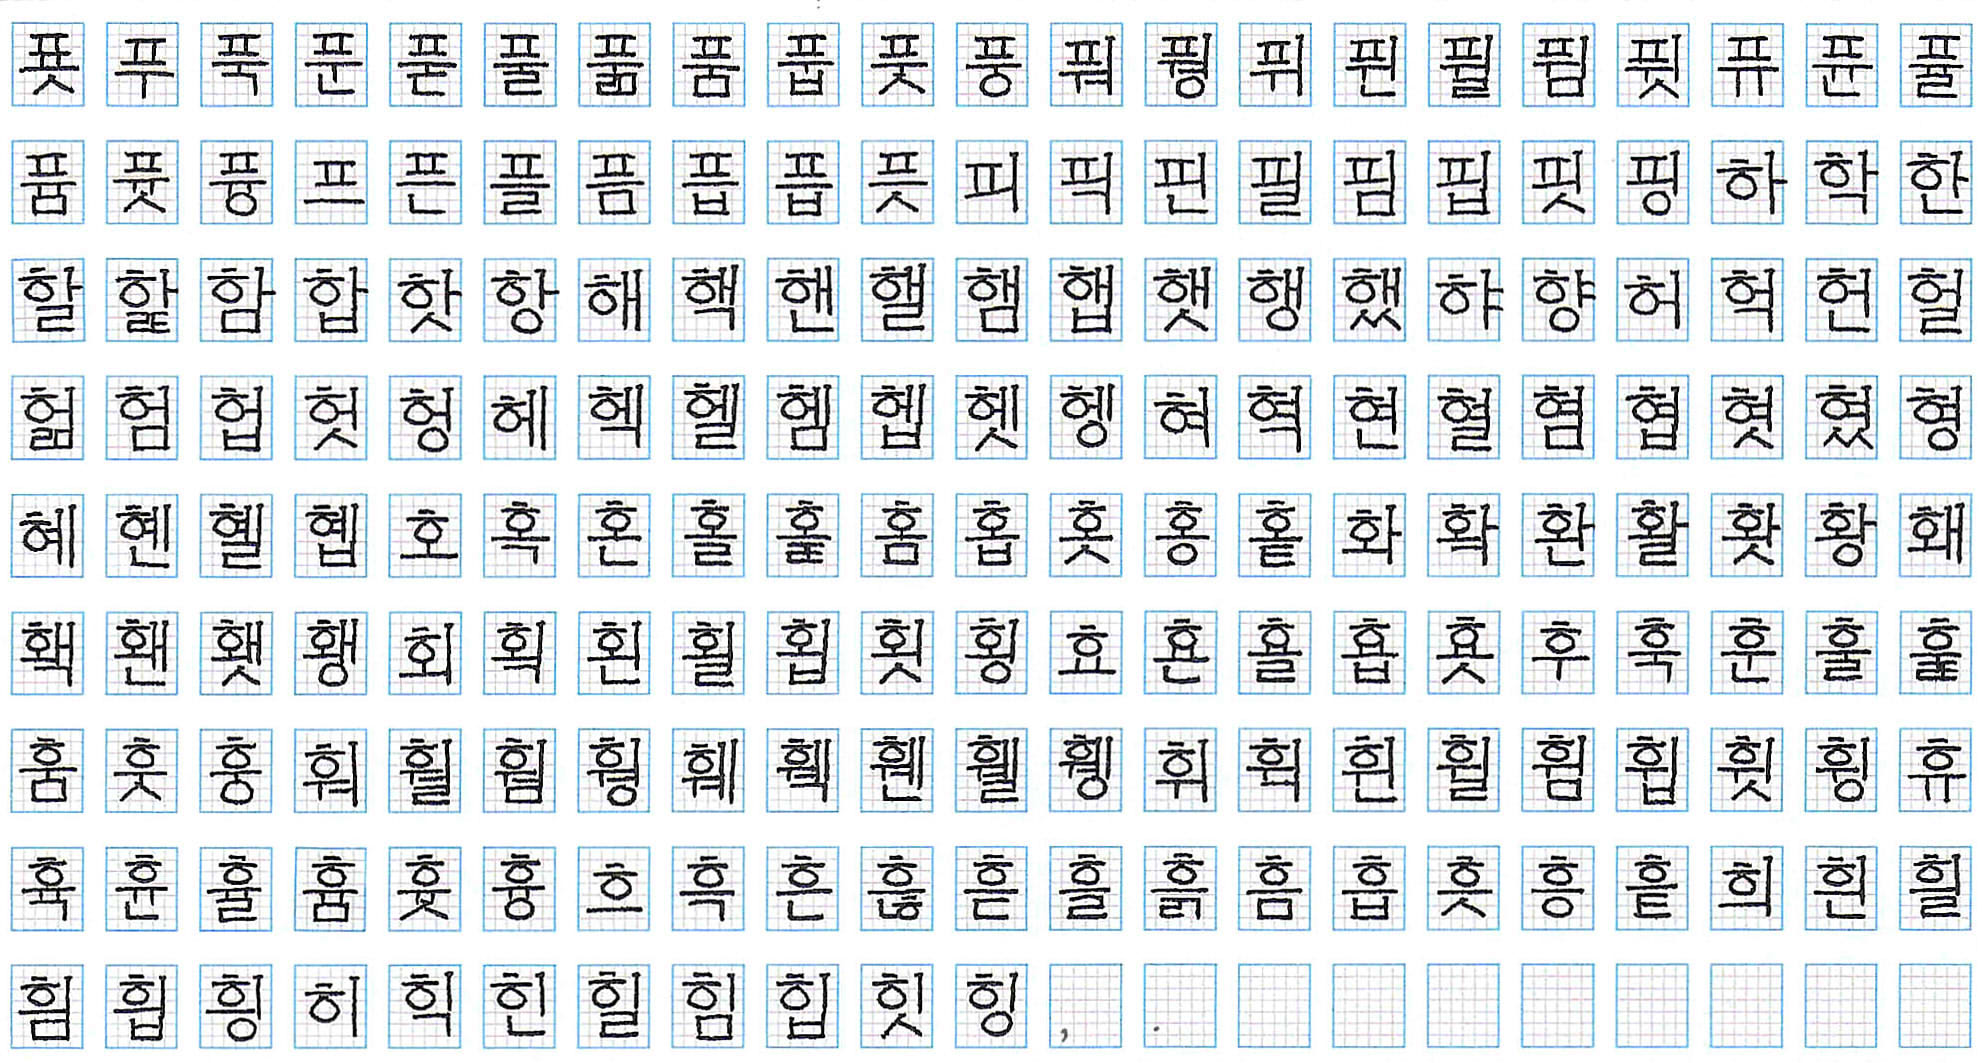 푯 푸 푹 푼 푿 풀 풂 품 풉 풋 풍 풔 풩 퓌 퓐 퓔 퓜 퓟 퓨 퓬 퓰
퓸 퓻 퓽 프 픈 플 픔 픕 픕 픗 피 픽 핀 필 핌 핍 핏 핑 하 학 한
할 핥 함 합 핫 항 해 핵 핸 핼 햄 햅 햇 행 했 햐 향 허 헉 헌 헐
헒 험 헙 헛 헝 헤 헥 헬 헴 헵 헷 헹 혀 혁 현 혈 혐 협 혓 혔 형
혜 혠 혤 혭 호 혹 혼 홀 홅 홈 홉 홋 홍 홑 화 확 환 활 홧 황 홰
홱 홴 횃 횅 회 획 횐 횔 횝 횟 횡 효 횬 횰 횹 횻 후 훅 훈 훌 훑
훔 훗 훙 훠 훨 훰 훵 훼 훽 휀 휄 휑 휘 휙 휜 휠 휨 휩 휫 휭 휴
휵 휸 휼 흄 흇 흉 흐 흑 흔 흖 흗 흘 흙 흠 흡 흣 흥 흩 희 흰 흴
흼 흽 힁 히 힉 힌 힐 힘 힙 힛 힝 , .